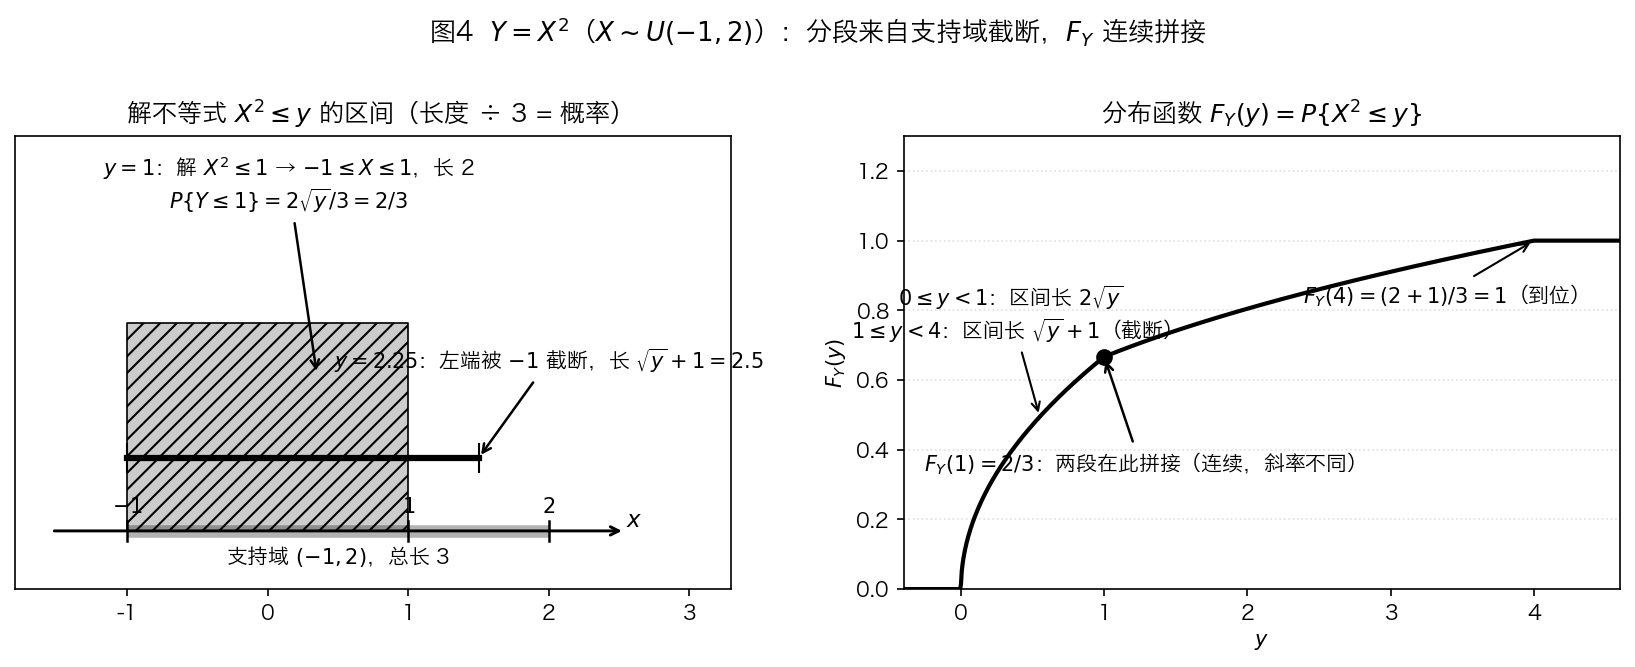 图4 Y = X²（X ~ U(−1, 2)）：分段来自支持域截断，F_Y 连续拼接
解不等式 X² ≤ y 的区间（长度 ÷ 3 = 概率）
y = 1：解 X² ≤ 1 → −1 ≤ X ≤ 1，长 2
P{Y ≤ 1} = 2√y/3 = 2/3
y = 2.25：左端被 −1 截断，长 √y + 1 = 2.5
−1
1
2
x
支持域 (−1, 2)，总长 3
-1
0
1
2
3
分布函数 F_Y(y) = P{X² ≤ y}
1.2
1.0
0.8
0.6
0.4
0.2
0.0
F_Y(y)
0 ≤ y < 1：区间长 2√y
1 ≤ y < 4：区间长 √y + 1（截断）
F_Y(4) = (2 + 1)/3 = 1（到位）
F_Y(1) = 2/3：两段在此拼接（连续，斜率不同）
0
1
2
3
4
y